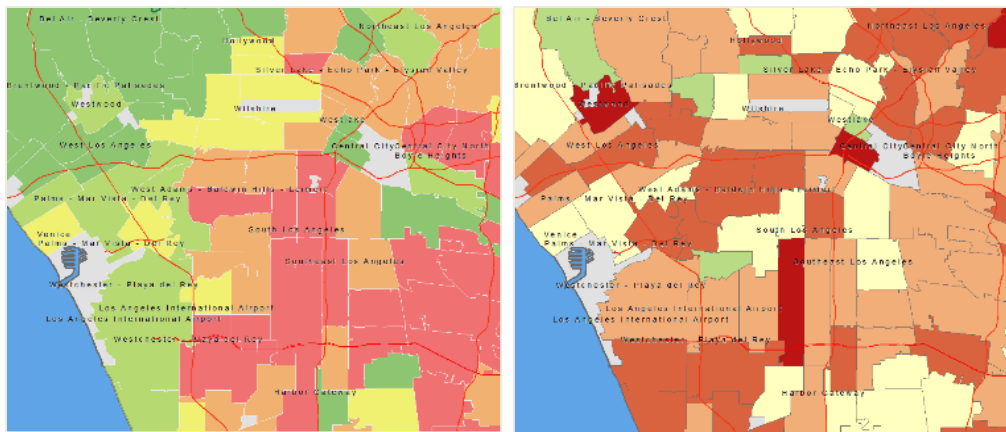 Bel Air - Beverly Crest
Northeast Los Angeles
Hollywood
Silver Lake - Echo Park - Elysian Valley
Brentwood - Pacific Palisades
Westwood
Wilshire
Westlake
West Los Angeles
Central City
Central City North
Boyle Heights
West Adams - Baldwin Hills - Leimert
Palms - Mar Vista - Del Rey
South Los Angeles
Venice
Palms - Mar Vista - Del Rey
Southeast Los Angeles
Westchester - Playa del Rey
Los Angeles International Airport
Los Angeles International Airport
Westchester - Playa del Rey
Harbor Gateway
Bel Air - Beverly Crest
Northeast Los Angeles
Hollywood
Silver Lake - Echo Park - Elysian Valley
Brentwood - Pacific Palisades
Westwood
Wilshire
Westlake
West Los Angeles
Central City
Central City North
Boyle Heights
West Adams - Baldwin Hills - Leimert
Palms - Mar Vista - Del Rey
South Los Angeles
Venice
Palms - Mar Vista - Del Rey
Southeast Los Angeles
Westchester - Playa del Rey
Los Angeles International Airport
Los Angeles International Airport
Westchester - Playa del Rey
Harbor Gateway